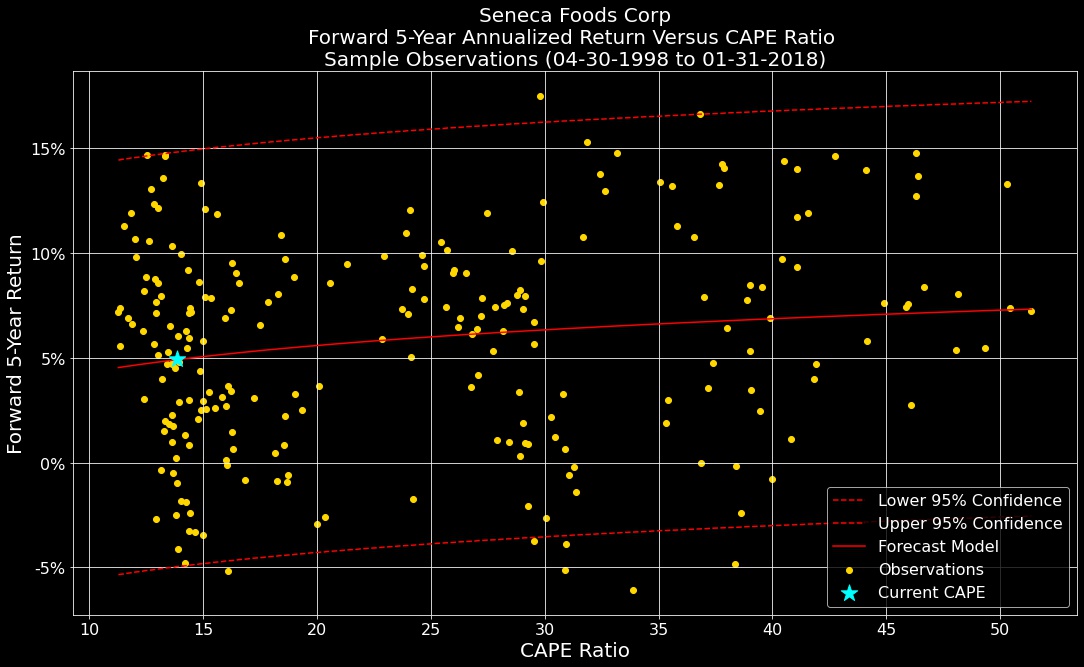 Seneca Foods Corp
Forward 5-Year Annualized Return Versus CAPE Ratio
Sample Observations (04-30-1998 to 01-31-2018)
Forward 5-Year Return
15%
10%
5%
0%
-5%
Lower 95% Confidence
Upper 95% Confidence
Forecast Model
Observations
Current CAPE
10 15 20 25 30 35 40 45 50
CAPE Ratio